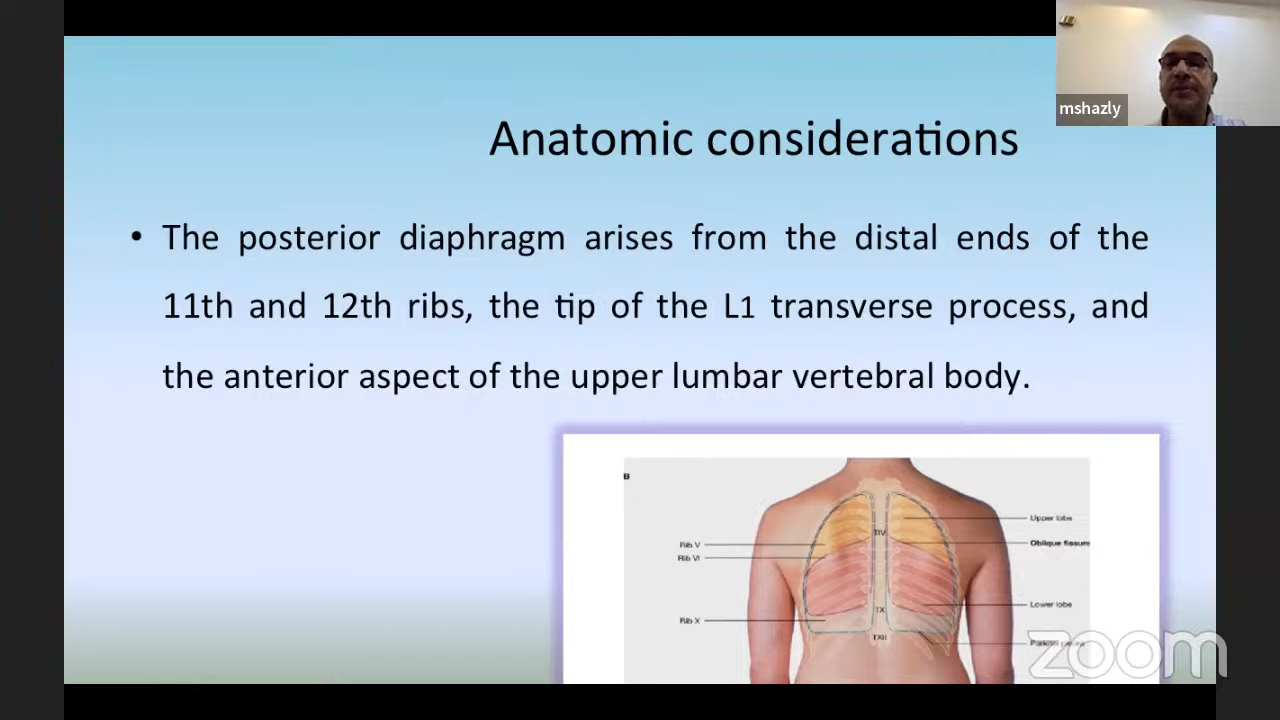 mshazly
Anatomic considerations
• The posterior diaphragm arises from the distal ends of the
11th and 12th ribs, the tip of the L1 transverse process, and
the anterior aspect of the upper lumbar vertebral body.
B
Upper lobe
TIV
Rib V
Oblique fissure
Rib VI
Lower lobe
TX
Rib X
TXII
Parietal pleura
zoom